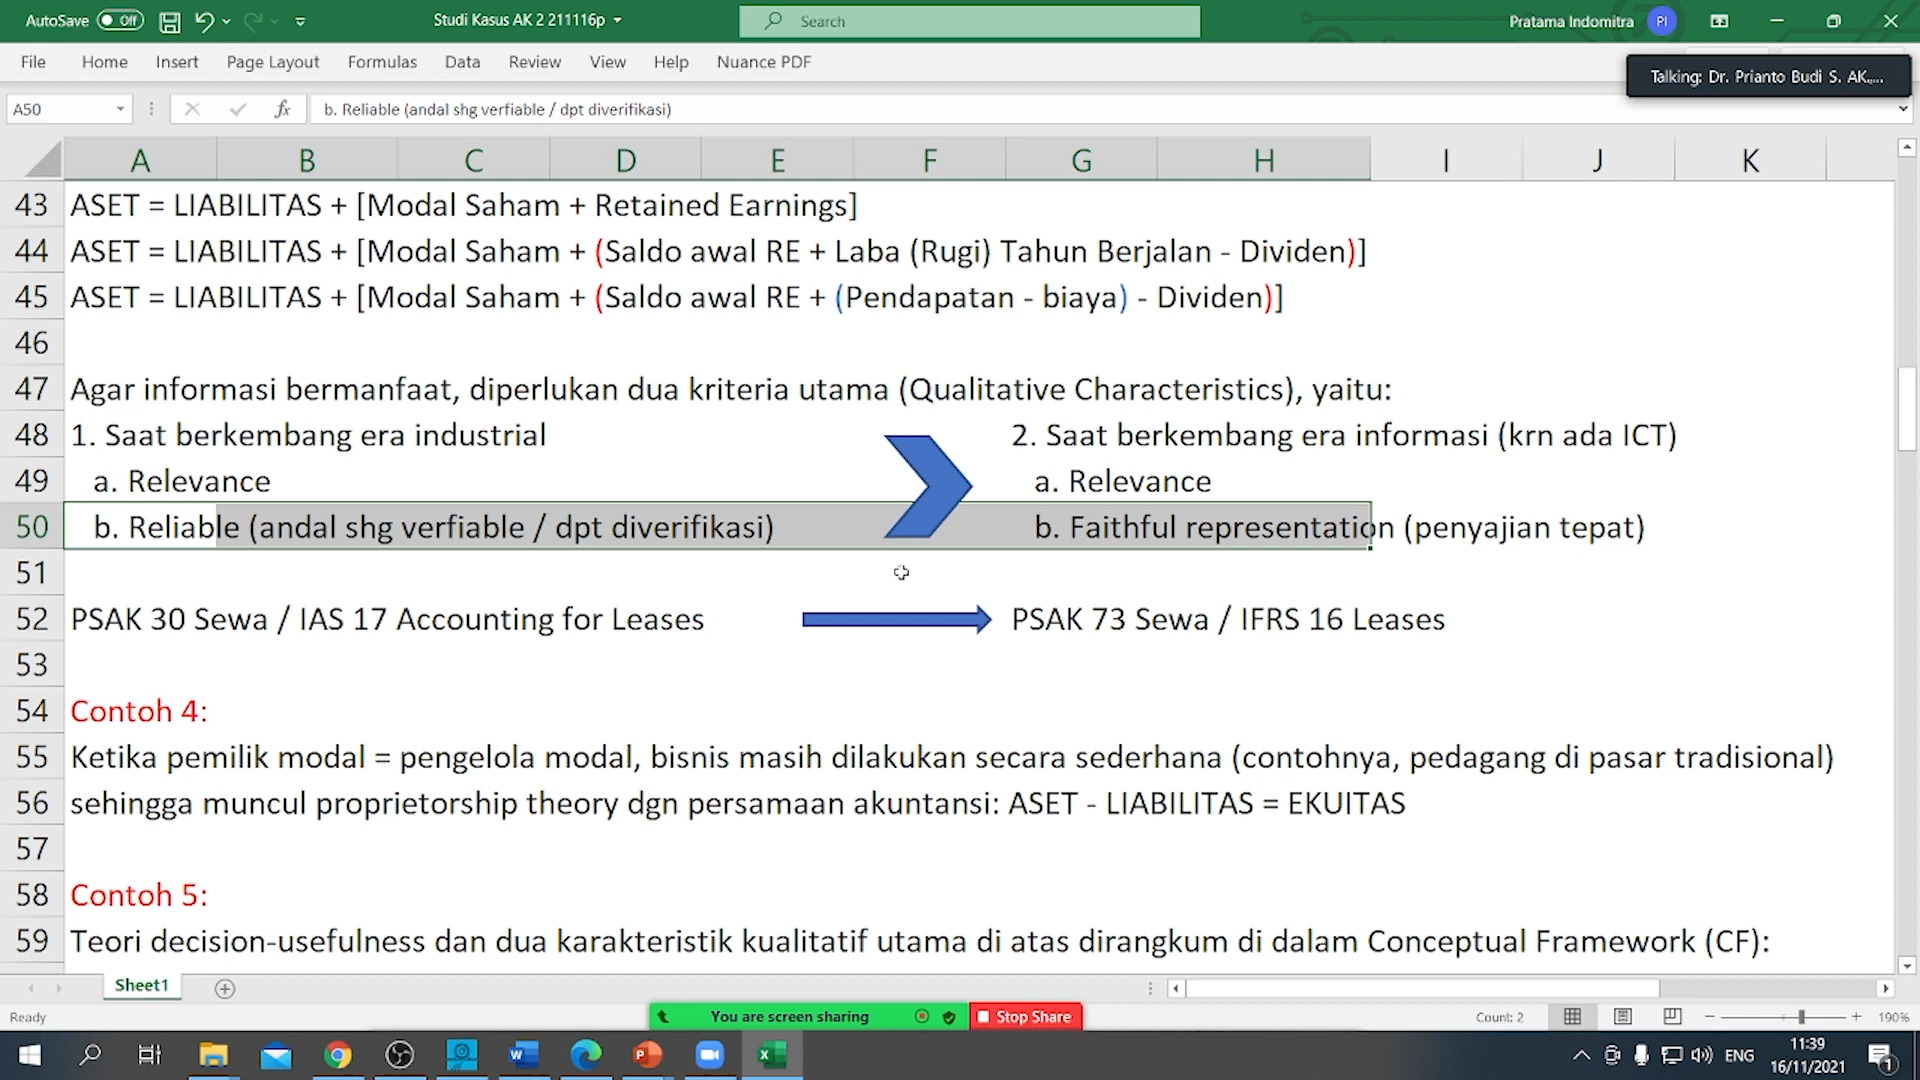 AutoSave Off
Studi Kasus AK 2 211116p
Search
Pratama Indomitra PI
File Home Insert Page Layout Formulas Data Review View Help Nuance PDF
Talking: Dr. Prianto Budi S. AK,...
A50 fx b. Reliable (andal shg verfiable / dpt diverifikasi)
A B C D E F G H I J K
43 ASET = LIABILITAS + [Modal Saham + Retained Earnings]
44 ASET = LIABILITAS + [Modal Saham + (Saldo awal RE + Laba (Rugi) Tahun Berjalan - Dividen)]
45 ASET = LIABILITAS + [Modal Saham + (Saldo awal RE + (Pendapatan - biaya) - Dividen)]
46
47 Agar informasi bermanfaat, diperlukan dua kriteria utama (Qualitative Characteristics), yaitu:
48 1. Saat berkembang era industrial 2. Saat berkembang era informasi (krn ada ICT)
49 a. Relevance a. Relevance
50 b. Reliable (andal shg verfiable / dpt diverifikasi) b. Faithful representation (penyajian tepat)
51
52 PSAK 30 Sewa / IAS 17 Accounting for Leases PSAK 73 Sewa / IFRS 16 Leases
53
54 Contoh 4:
55 Ketika pemilik modal = pengelola modal, bisnis masih dilakukan secara sederhana (contohnya, pedagang di pasar tradisional)
56 sehingga muncul proprietorship theory dgn persamaan akuntansi: ASET - LIABILITAS = EKUITAS
57
58 Contoh 5:
59 Teori decision-usefulness dan dua karakteristik kualitatif utama di atas dirangkum di dalam Conceptual Framework (CF):
Sheet1
Ready
You are screen sharing Stop Share
Count: 2 190%
ENG
11:39
16/11/2021
1